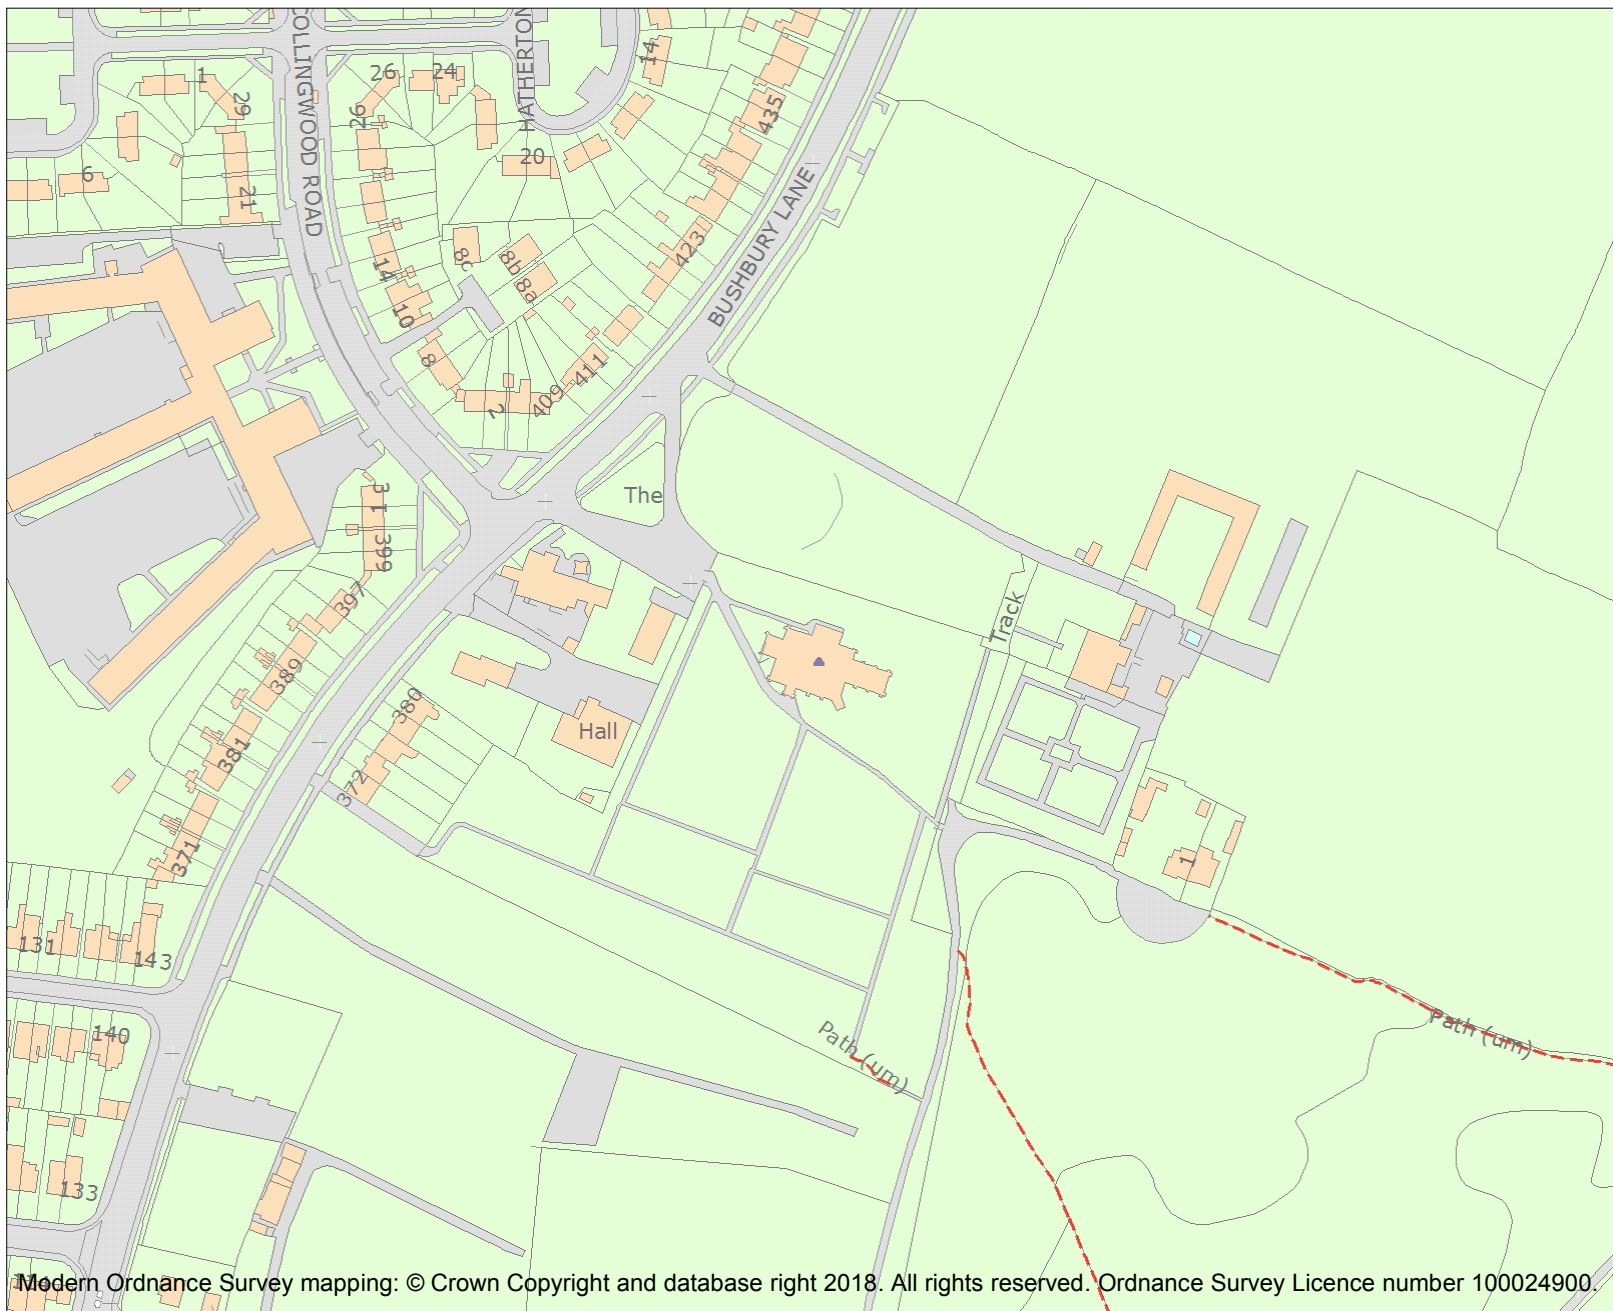 COLLINGWOOD ROAD
HATHERTON
26
24
14
1
29
26
435
20
6
21
BUSHBURY LANE
423
8c
8b
8a
14
10
8
411
409
2
The
31
399
397
Track
389
380
Hall
381
372
371
1
131
143
Path (um)
Path (um)
140
133
Modern Ordnance Survey mapping: © Crown Copyright and database right 2018. All rights reserved. Ordnance Survey Licence number 100024900.